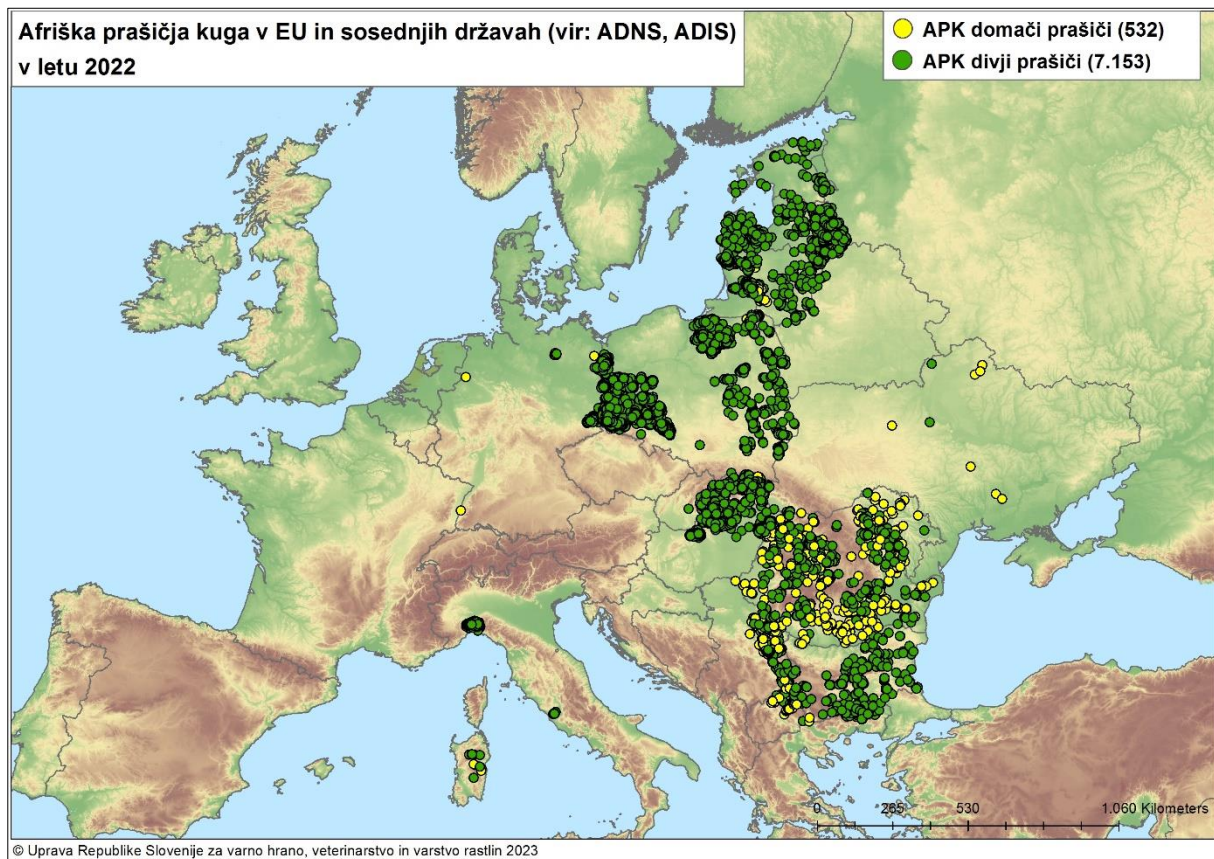 Afriška prašičja kuga v EU in sosednjih državah (vir: ADNS, ADIS)
v letu 2022
APK domači prašiči (532)
APK divji prašiči (7.153)
0 265 530 1.060 Kilometers
© Uprava Republike Slovenije za varno hrano, veterinarstvo in varstvo rastlin 2023